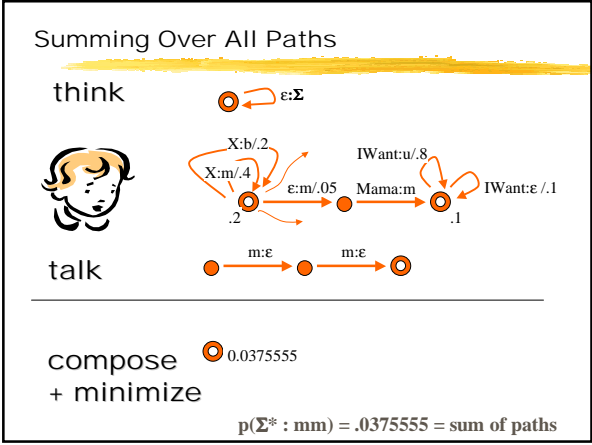 Summing Over All Paths
think
ε:Σ
X:b/.2
X:m/.4
IWant:u/.8
ε:m/.05
Mama:m
IWant:ε /.1
.2
.1
talk
m:ε
m:ε
compose
+ minimize
0.0375555
p(Σ* : mm) = .0375555 = sum of paths